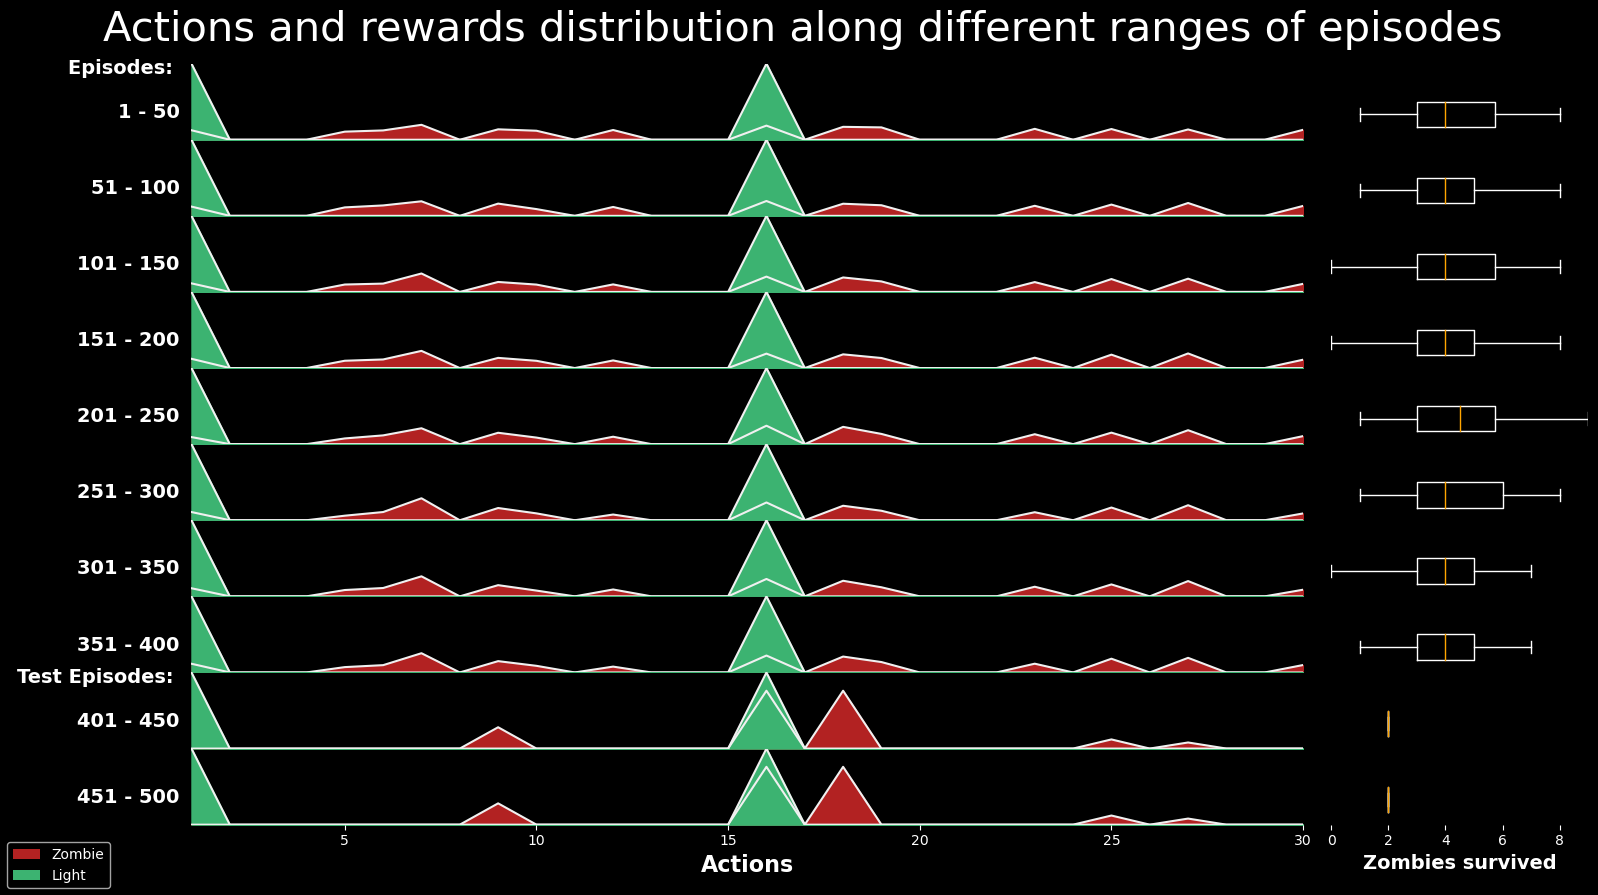 Actions and rewards distribution along different ranges of episodes
Episodes:
1 - 50
51 - 100
101 - 150
151 - 200
201 - 250
251 - 300
301 - 350
351 - 400
Test Episodes:
401 - 450
451 - 500
5 10 15 20 25 30
Actions
0 2 4 6 8
Zombies survived
Zombie
Light